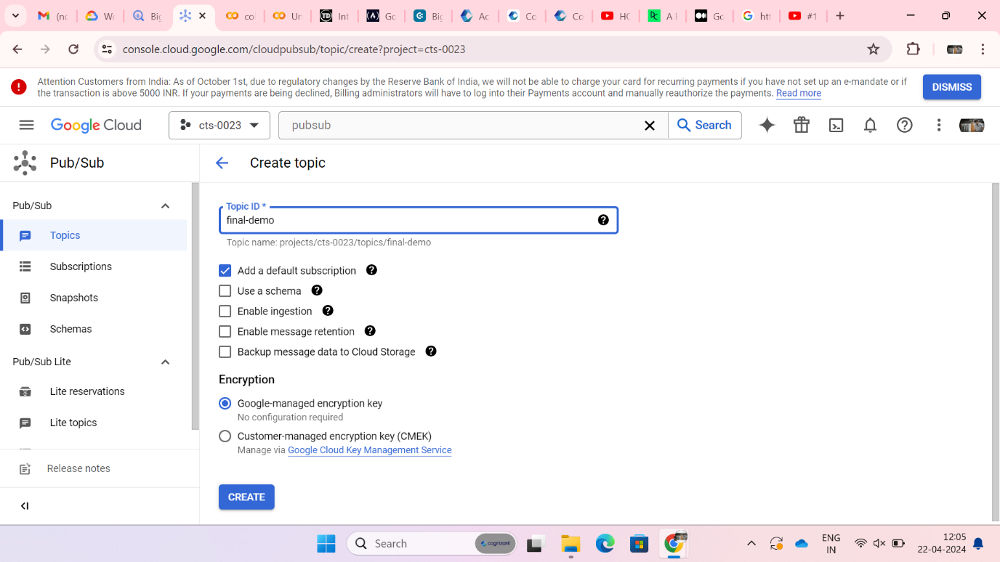 (no
We
Big
co
Un
Int
Go
Big
Ac
Co
Co
HO
A
Go
htt
#1
console.cloud.google.com/cloudpubsub/topic/create?project=cts-0023
Attention Customers from India: As of October 1st, due to regulatory changes by the Reserve Bank of India, we will not be able to charge your card for recurring payments if you have not set up an e-mandate or if
the transaction is above 5000 INR. If your payments are being declined, Billing administrators will have to log into their Payments account and manually reauthorize the payments. Read more
DISMISS
Google Cloud
cts-0023
pubsub
Search
Pub/Sub
Create topic
Pub/Sub
Topics
Subscriptions
Snapshots
Schemas
Pub/Sub Lite
Lite reservations
Lite topics
Release notes
Topic ID *
final-demo
Topic name: projects/cts-0023/topics/final-demo
Add a default subscription
Use a schema
Enable ingestion
Enable message retention
Backup message data to Cloud Storage
Encryption
Google-managed encryption key
No configuration required
Customer-managed encryption key (CMEK)
Manage via Google Cloud Key Management Service
CREATE
Search
cognizant
ENG
IN
12:05
22-04-2024